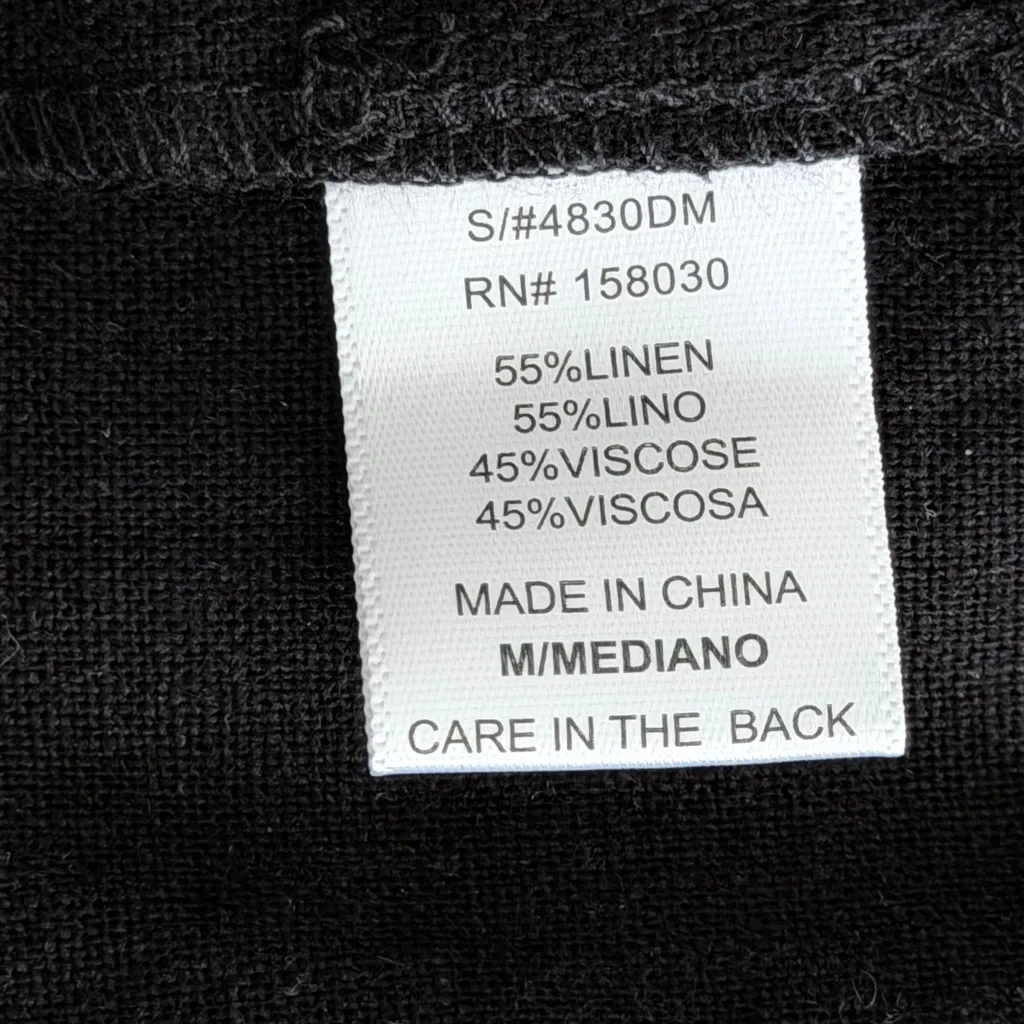 S/#4830DM
RN# 158030
55%LINEN
55%LINO
45%VISCOSE
45%VISCOSA
MADE IN CHINA
M/MEDIANO
CARE IN THE BACK